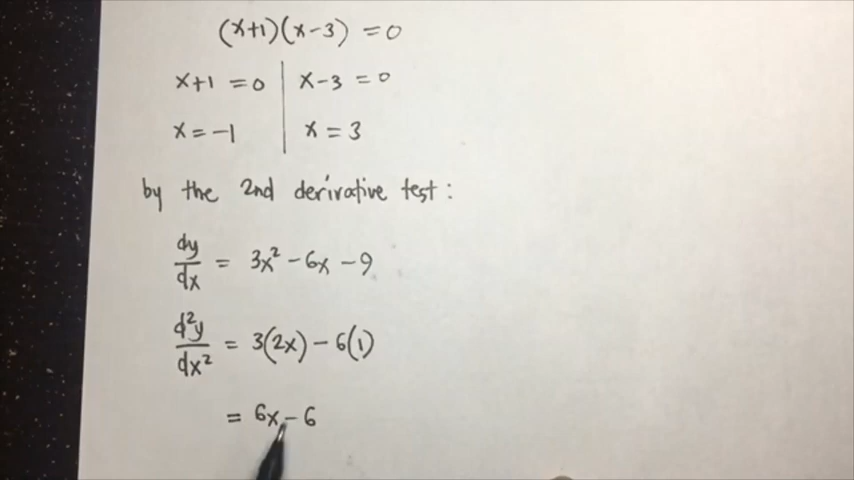 (x+1)(x-3) = 0
x+1 = 0 | x-3 = 0
x = -1 | x = 3
by the 2nd derivative test:
dy/dx = 3x² - 6x - 9
d²y/dx² = 3(2x) - 6(1)
= 6x - 6